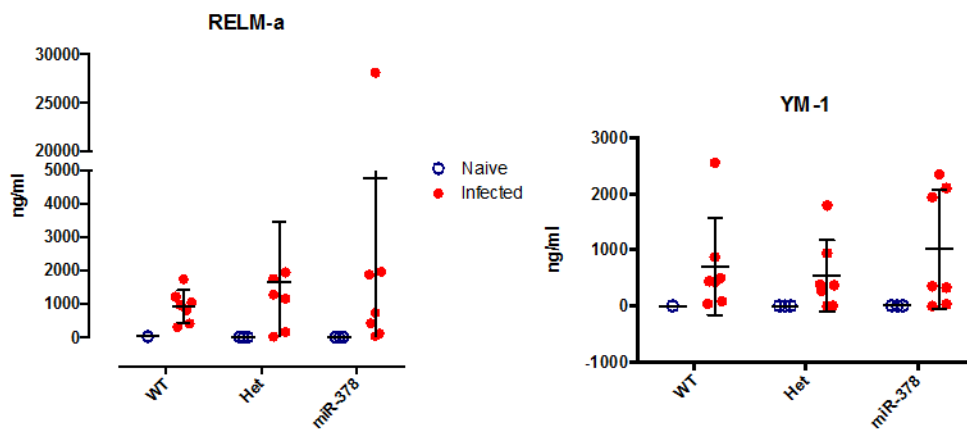 RELM-a
30000
25000
20000
5000
4000
3000
2000
1000
0
ng/ml
WT
Het
miR-378
Naive
Infected
YM-1
3000
2000
1000
0
-1000
ng/ml
WT
Het
miR-378